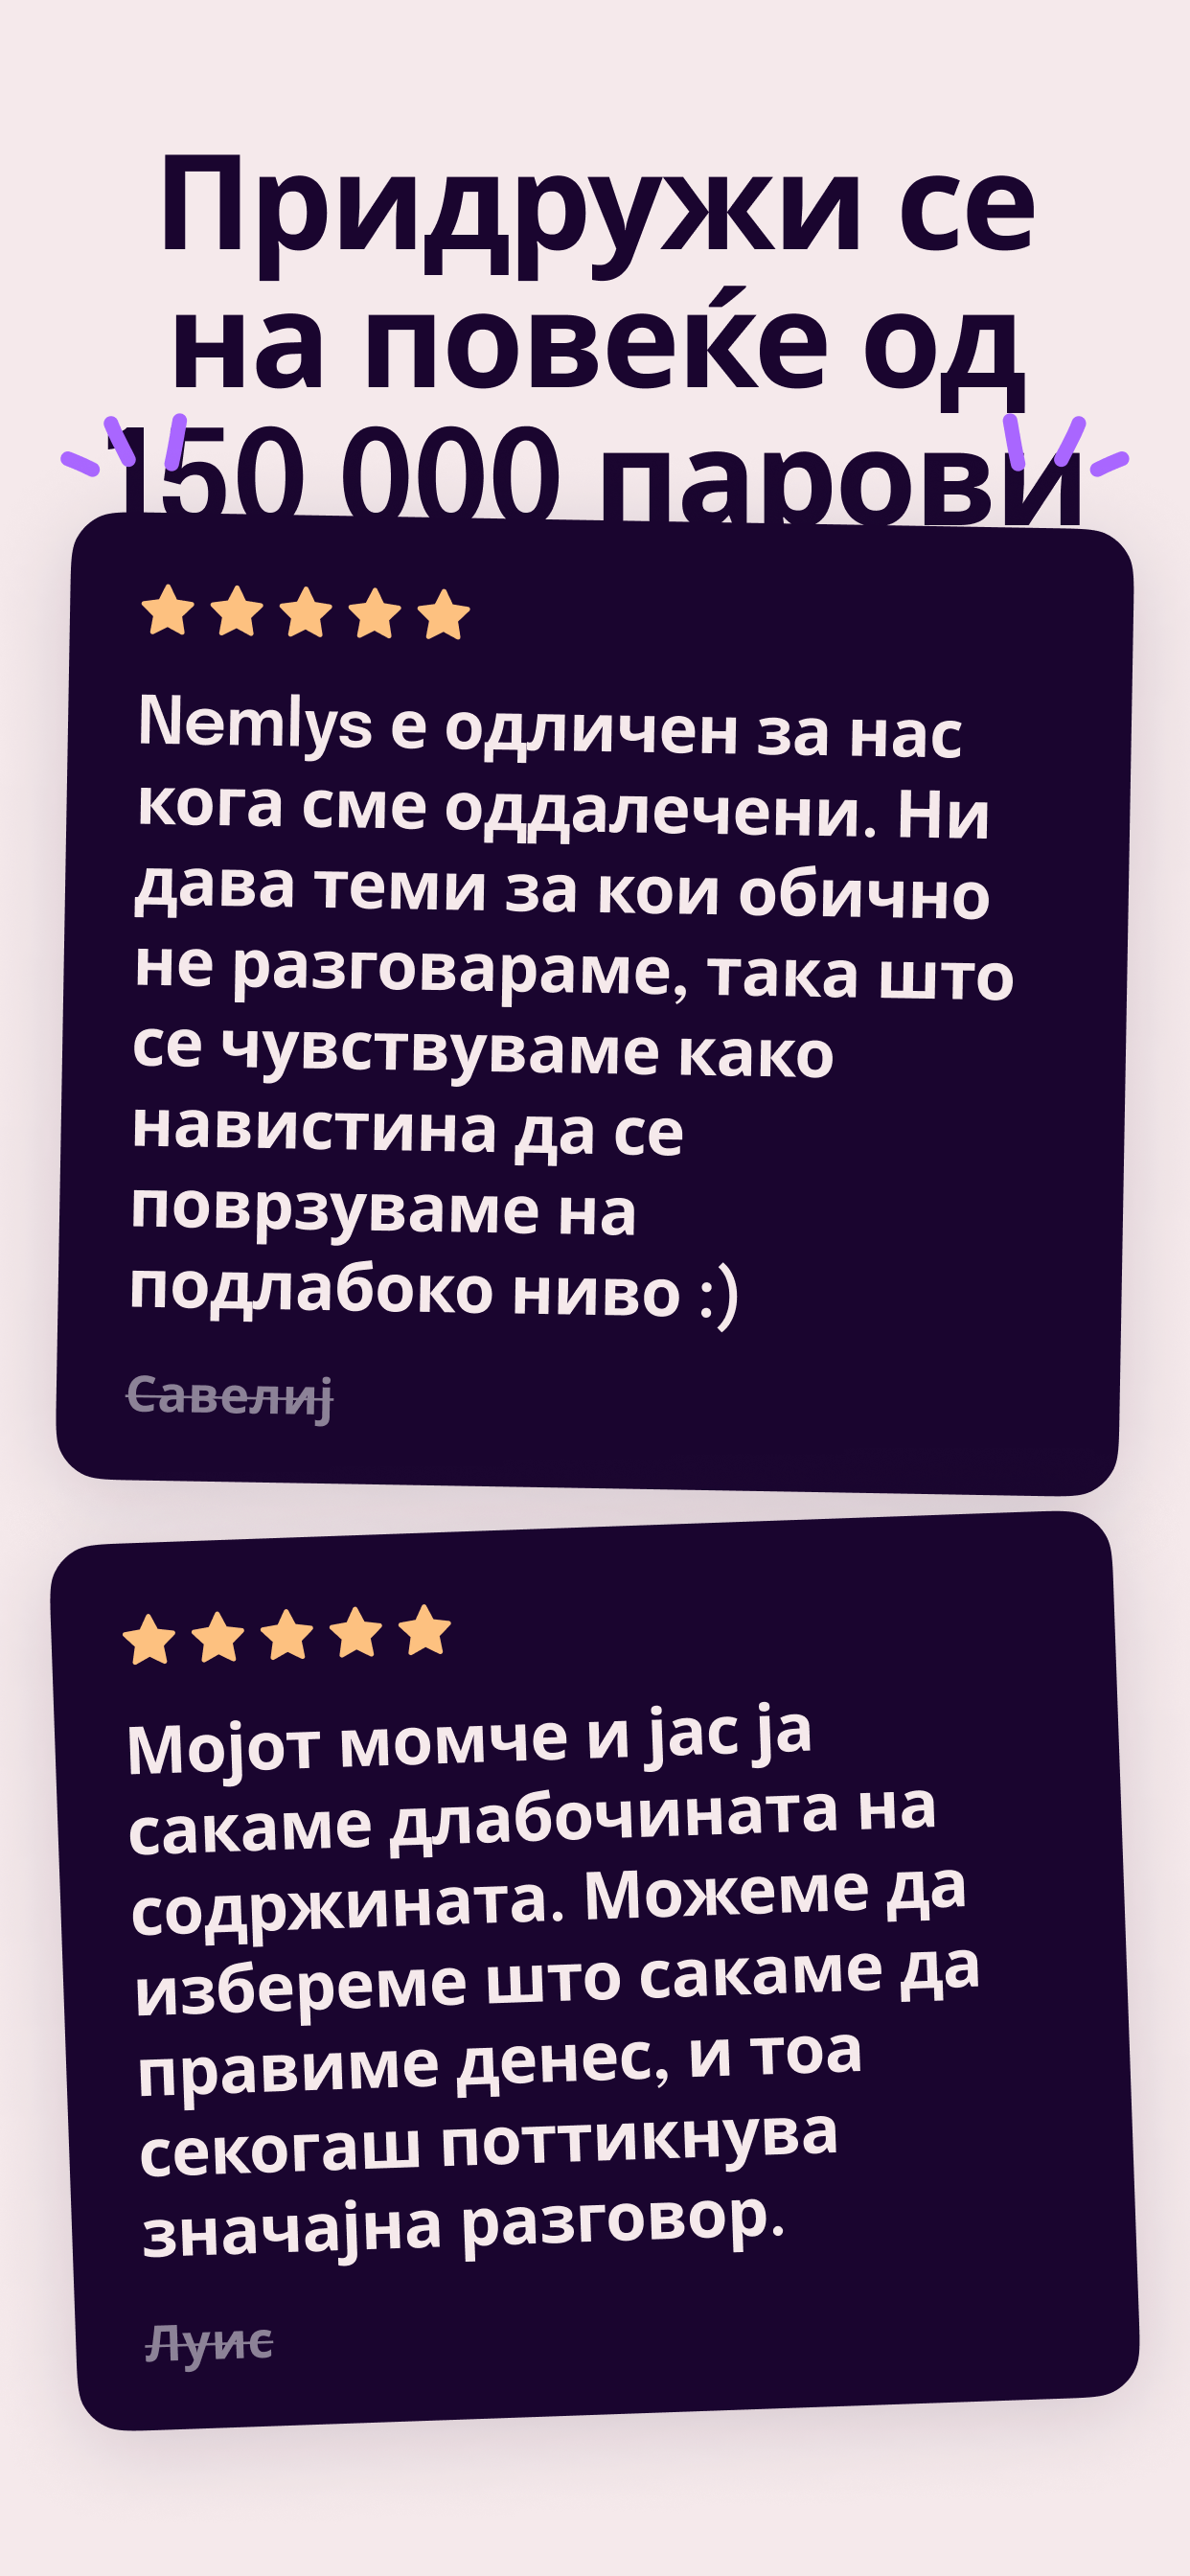 Придружи се
на повеќе од
150 000 парови
Nemlys е одличен за нас
кога сме оддалечени. Ни
дава теми за кои обично
не разговараме, така што
се чувствуваме како
навистина да се
поврзуваме на
подлабоко ниво :)
Савелиј
Мојот момче и јас ја
сакаме длабочината на
содржината. Можеме да
избереме што сакаме да
правиме денес, и тоа
секогаш поттикнува
значајна разговор.
Луис